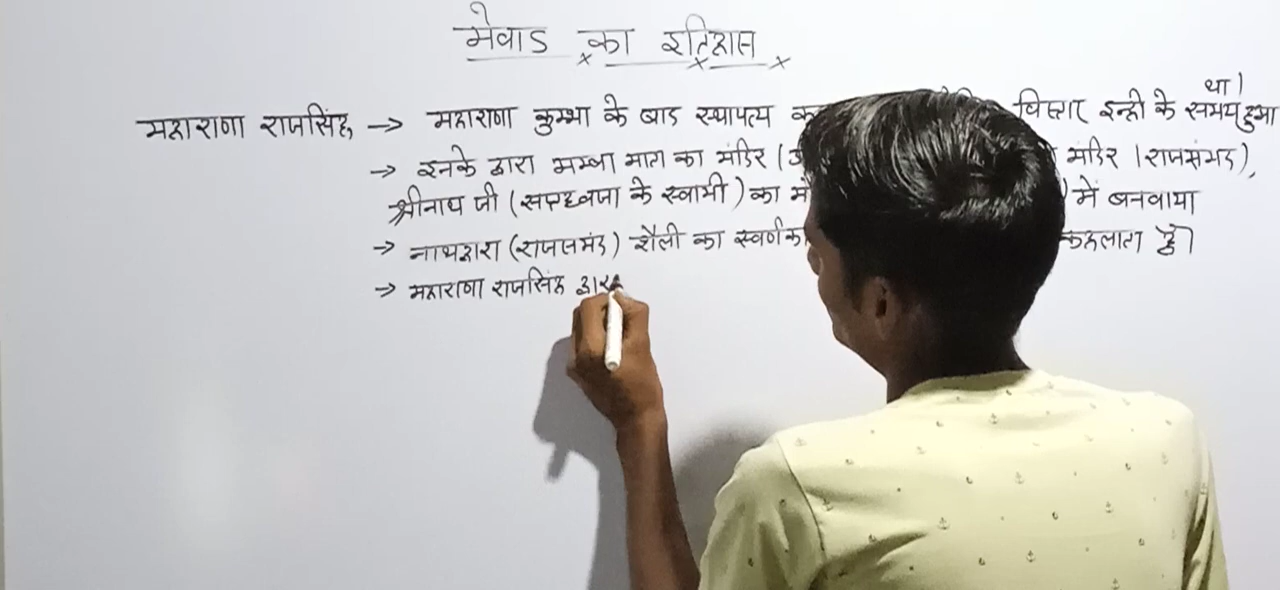 मेवाड का इतिहास
महाराणा राजसिंह → महाराणा कुम्भा के बाद स्थापत्य विस्तार इन्ही के समय हुआ था।
→ इनके द्वारा अम्बा माता का मंदिर ( मंदिर (राजसमंद),
श्रीनाथ जी (सप्तध्वजा के स्वामी) का ) में बनवाया
→ नाथद्वारा (राजसमंद) शैली का स्वर्णका कहलाता है।
→ महाराणा राजसिंह द्वार